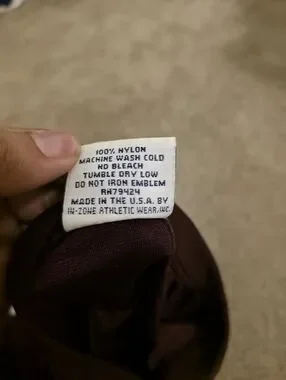 100% NYLON
MACHINE WASH COLD
NO BLEACH
TUMBLE DRY LOW
DO NOT IRON EMBLEM
RN79424
MADE IN THE U.S.A. BY
IN-ZONE ATHLETIC WEAR, INC.